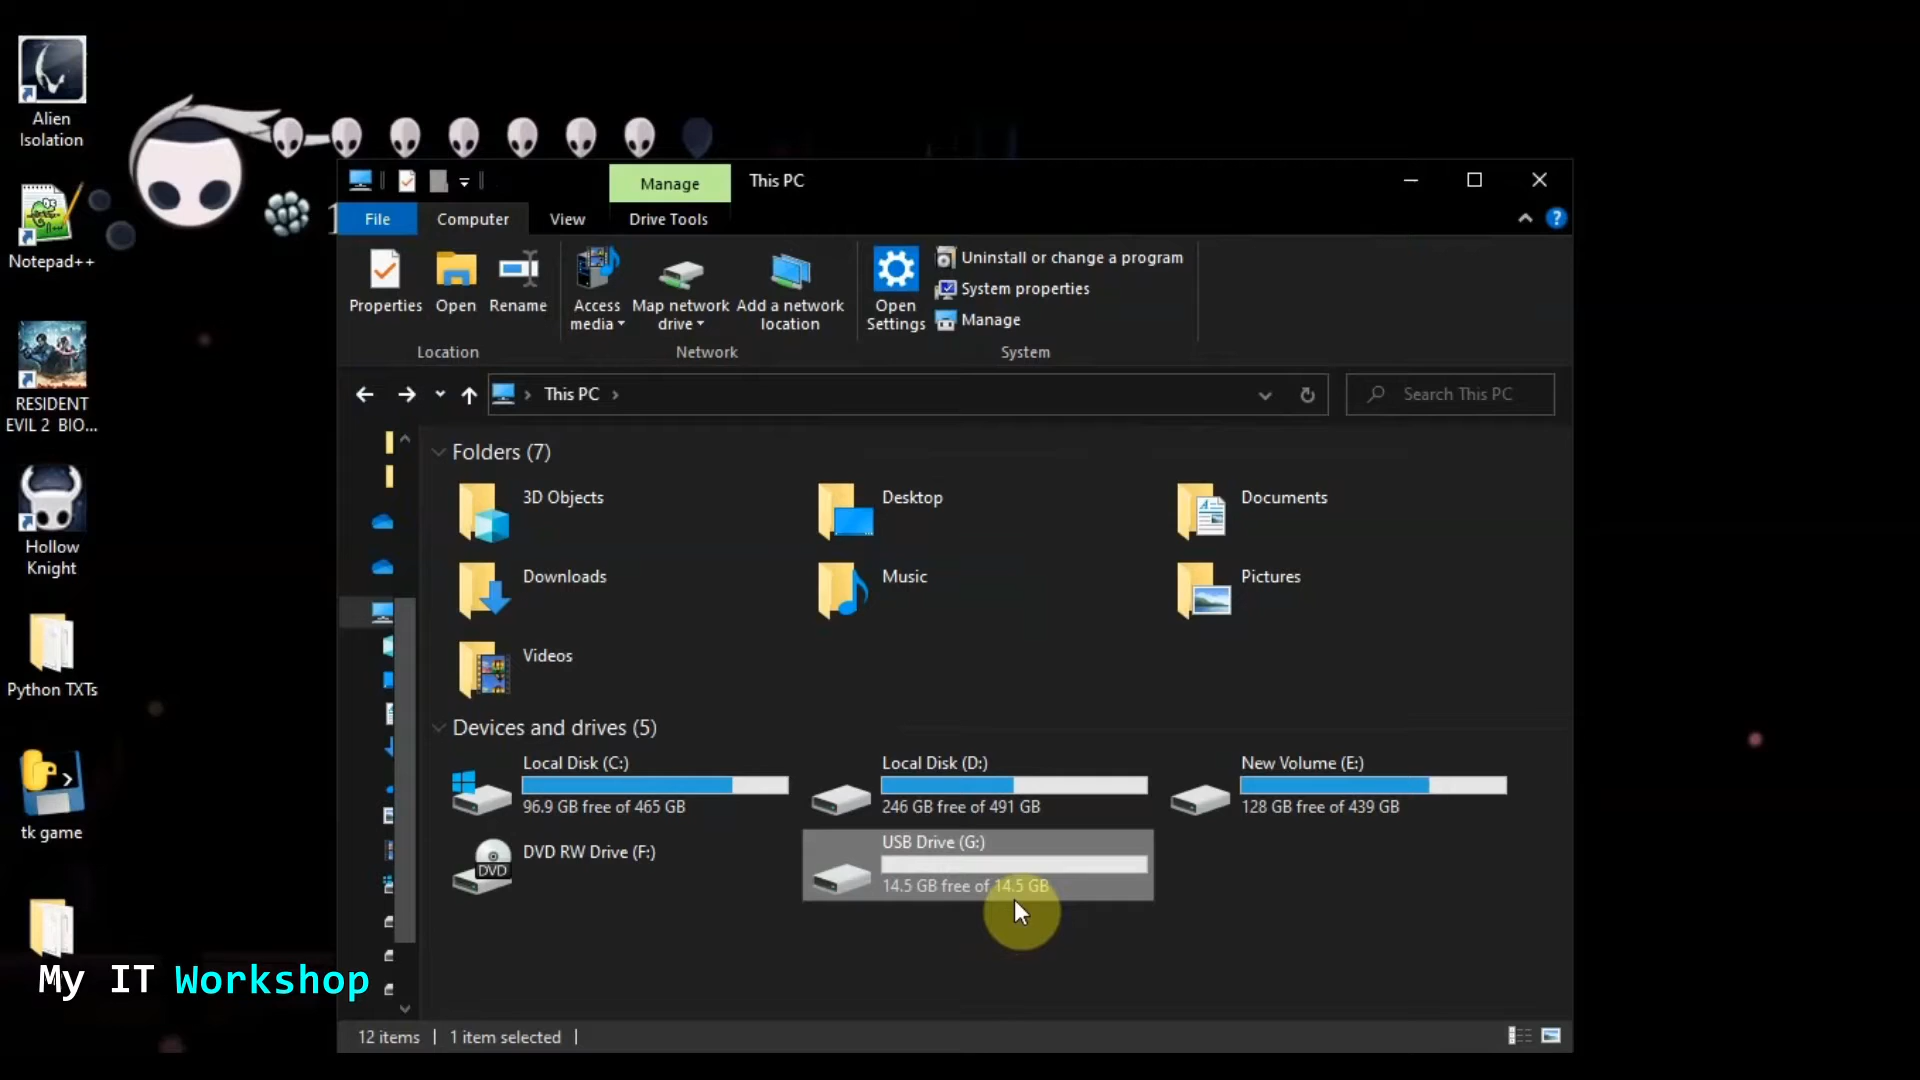 Alien
Isolation
Notepad++
RESIDENT
EVIL 2 BIO...
Hollow
Knight
Python TXTs
tk game
My IT Workshop
Manage
This PC
File
Computer
View
Drive Tools
Properties
Open
Rename
Access
media
Map network
drive
Add a network
location
Open
Settings
Uninstall or change a program
System properties
Manage
Location
Network
System
This PC
Search This PC
Folders (7)
3D Objects
Desktop
Documents
Downloads
Music
Pictures
Videos
Devices and drives (5)
Local Disk (C:)
96.9 GB free of 465 GB
Local Disk (D:)
246 GB free of 491 GB
New Volume (E:)
128 GB free of 439 GB
DVD RW Drive (F:)
DVD
USB Drive (G:)
14.5 GB free of 14.5 GB
12 items
1 item selected